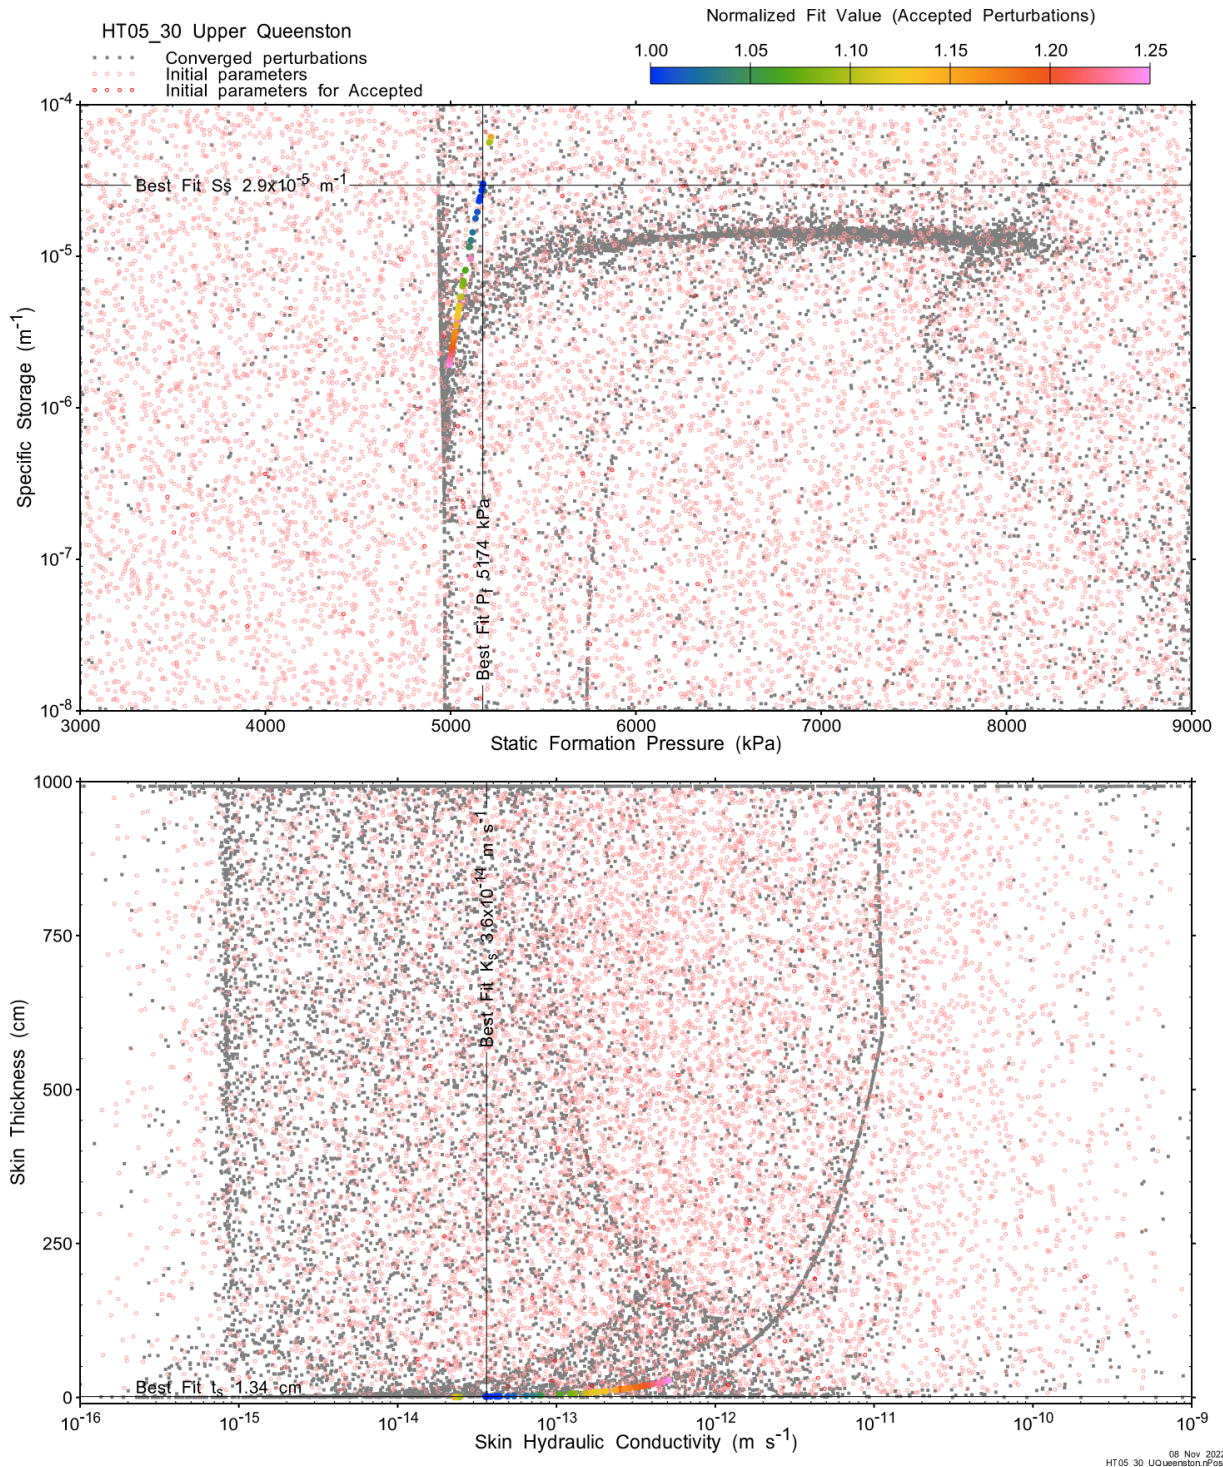 HT05_30 Upper Queenston
Converged perturbations
Initial parameters
Initial parameters for Accepted
Normalized Fit Value (Accepted Perturbations)
1.00 1.05 1.10 1.15 1.20 1.25
10⁻⁴
10⁻⁵
10⁻⁶
10⁻⁷
10⁻⁸
Specific Storage (m⁻¹)
Best Fit Ss 2.9x10⁻⁵ m⁻¹
Best Fit P_f 5174 kPa
3000 4000 5000 6000 7000 8000 9000
Static Formation Pressure (kPa)
1000
750
500
250
0
Skin Thickness (cm)
Best Fit K_s 3.6x10⁻¹⁴ m s⁻¹
Best Fit t_s 1.34 cm
10⁻¹⁶ 10⁻¹⁵ 10⁻¹⁴ 10⁻¹³ 10⁻¹² 10⁻¹¹ 10⁻¹⁰ 10⁻⁹
Skin Hydraulic Conductivity (m s⁻¹)
08 Nov 2022